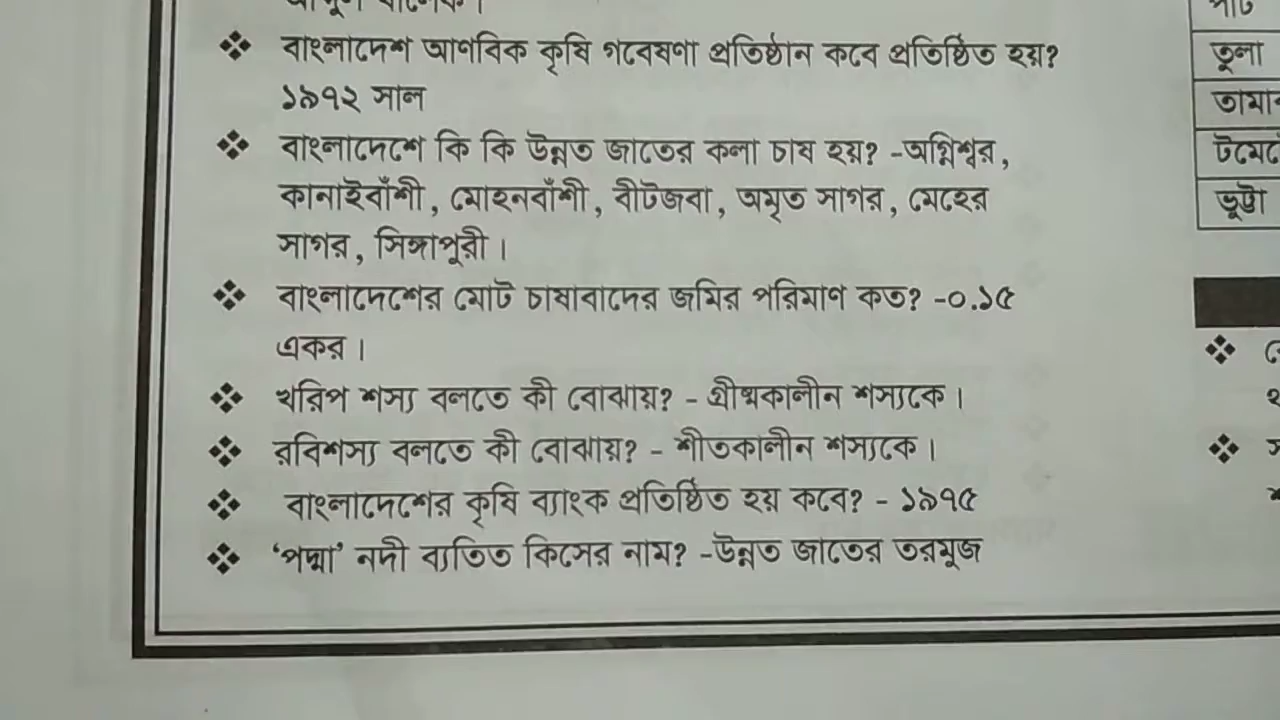 ❖ বাংলাদেশ আণবিক কৃষি গবেষণা প্রতিষ্ঠান কবে প্রতিষ্ঠিত হয়?
১৯৭২ সাল
❖ বাংলাদেশে কি কি উন্নত জাতের কলা চাষ হয়? -অগ্নিশ্বর,
কানাইবাঁশী, মোহনবাঁশী, বীটজবা, অমৃত সাগর, মেহের
সাগর, সিঙ্গাপুরী।
❖ বাংলাদেশের মোট চাষাবাদের জমির পরিমাণ কত? -০.১৫
একর।
❖ খরিপ শস্য বলতে কী বোঝায়? - গ্রীষ্মকালীন শস্যকে।
❖ রবিশস্য বলতে কী বোঝায়? - শীতকালীন শস্যকে।
❖ বাংলাদেশের কৃষি ব্যাংক প্রতিষ্ঠিত হয় কবে? - ১৯৭৫
❖ ‘পদ্মা’ নদী ব্যতিত কিসের নাম? -উন্নত জাতের তরমুজ
তুলা
ভূট্টা